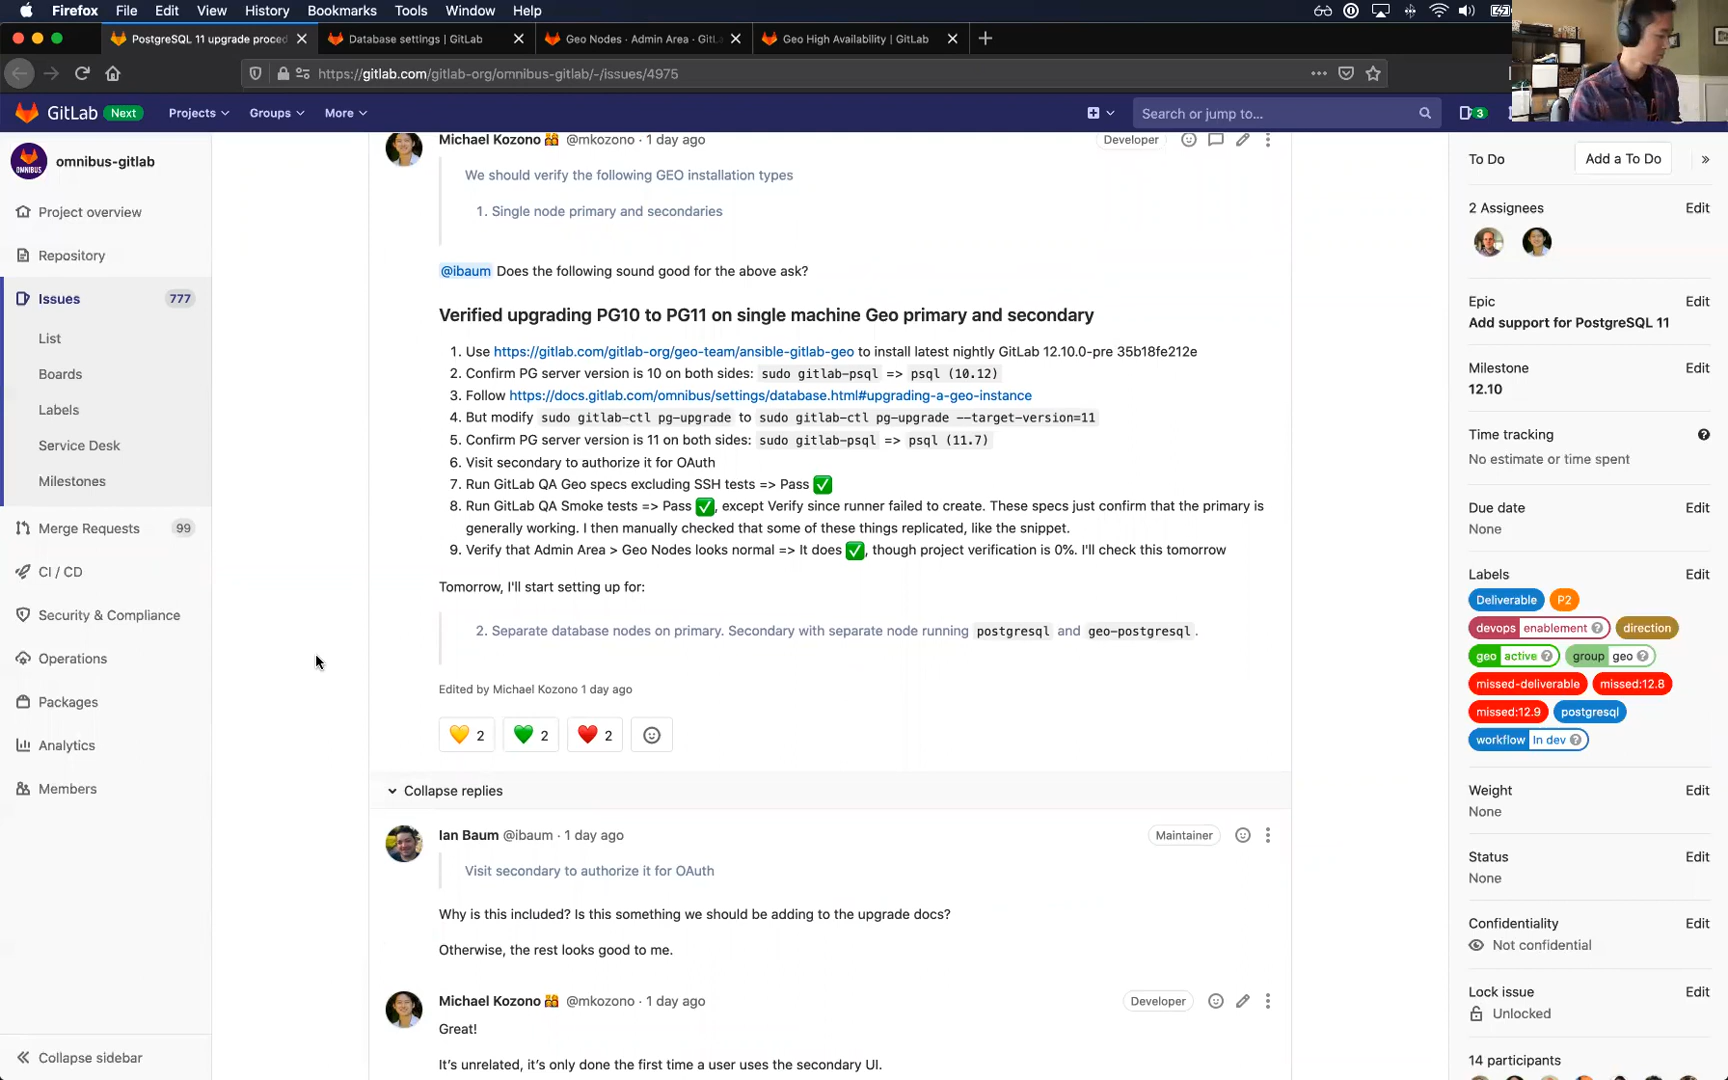 Firefox File Edit View History Bookmarks Tools Window Help
PostgreSQL 11 upgrade proced
Database settings | GitLab
Geo Nodes · Admin Area · GitL
Geo High Availability | GitLab
https://gitlab.com/gitlab-org/omnibus-gitlab/-/issues/4975
GitLab Next Projects Groups More Search or jump to... 3
omnibus-gitlab
Project overview
Repository
Issues 777
List
Boards
Labels
Service Desk
Milestones
Merge Requests 99
CI / CD
Security & Compliance
Operations
Packages
Analytics
Members
Collapse sidebar
Michael Kozono @mkozono · 1 day ago Developer
We should verify the following GEO installation types
1. Single node primary and secondaries
@ibaum Does the following sound good for the above ask?
Verified upgrading PG10 to PG11 on single machine Geo primary and secondary
1. Use https://gitlab.com/gitlab-org/geo-team/ansible-gitlab-geo to install latest nightly GitLab 12.10.0-pre 35b18fe212e
2. Confirm PG server version is 10 on both sides: sudo gitlab-psql => psql (10.12)
3. Follow https://docs.gitlab.com/omnibus/settings/database.html#upgrading-a-geo-instance
4. But modify sudo gitlab-ctl pg-upgrade to sudo gitlab-ctl pg-upgrade --target-version=11
5. Confirm PG server version is 11 on both sides: sudo gitlab-psql => psql (11.7)
6. Visit secondary to authorize it for OAuth
7. Run GitLab QA Geo specs excluding SSH tests => Pass ✅
8. Run GitLab QA Smoke tests => Pass ✅, except Verify since runner failed to create. These specs just confirm that the primary is
generally working. I then manually checked that some of these things replicated, like the snippet.
9. Verify that Admin Area > Geo Nodes looks normal => It does ✅, though project verification is 0%. I'll check this tomorrow
Tomorrow, I'll start setting up for:
2. Separate database nodes on primary. Secondary with separate node running postgresql and geo-postgresql.
Edited by Michael Kozono 1 day ago
💛 2 💚 2 ❤️ 2
Collapse replies
Ian Baum @ibaum · 1 day ago Maintainer
Visit secondary to authorize it for OAuth
Why is this included? Is this something we should be adding to the upgrade docs?
Otherwise, the rest looks good to me.
Michael Kozono @mkozono · 1 day ago Developer
Great!
It's unrelated, it's only done the first time a user uses the secondary UI.
To Do Add a To Do
2 Assignees Edit
Epic Edit
Add support for PostgreSQL 11
Milestone Edit
12.10
Time tracking
No estimate or time spent
Due date Edit
None
Labels Edit
Deliverable P2
devops enablement direction
geo active group geo
missed-deliverable missed:12.8
missed:12.9 postgresql
workflow In dev
Weight Edit
None
Status Edit
None
Confidentiality Edit
Not confidential
Lock issue Edit
Unlocked
14 participants